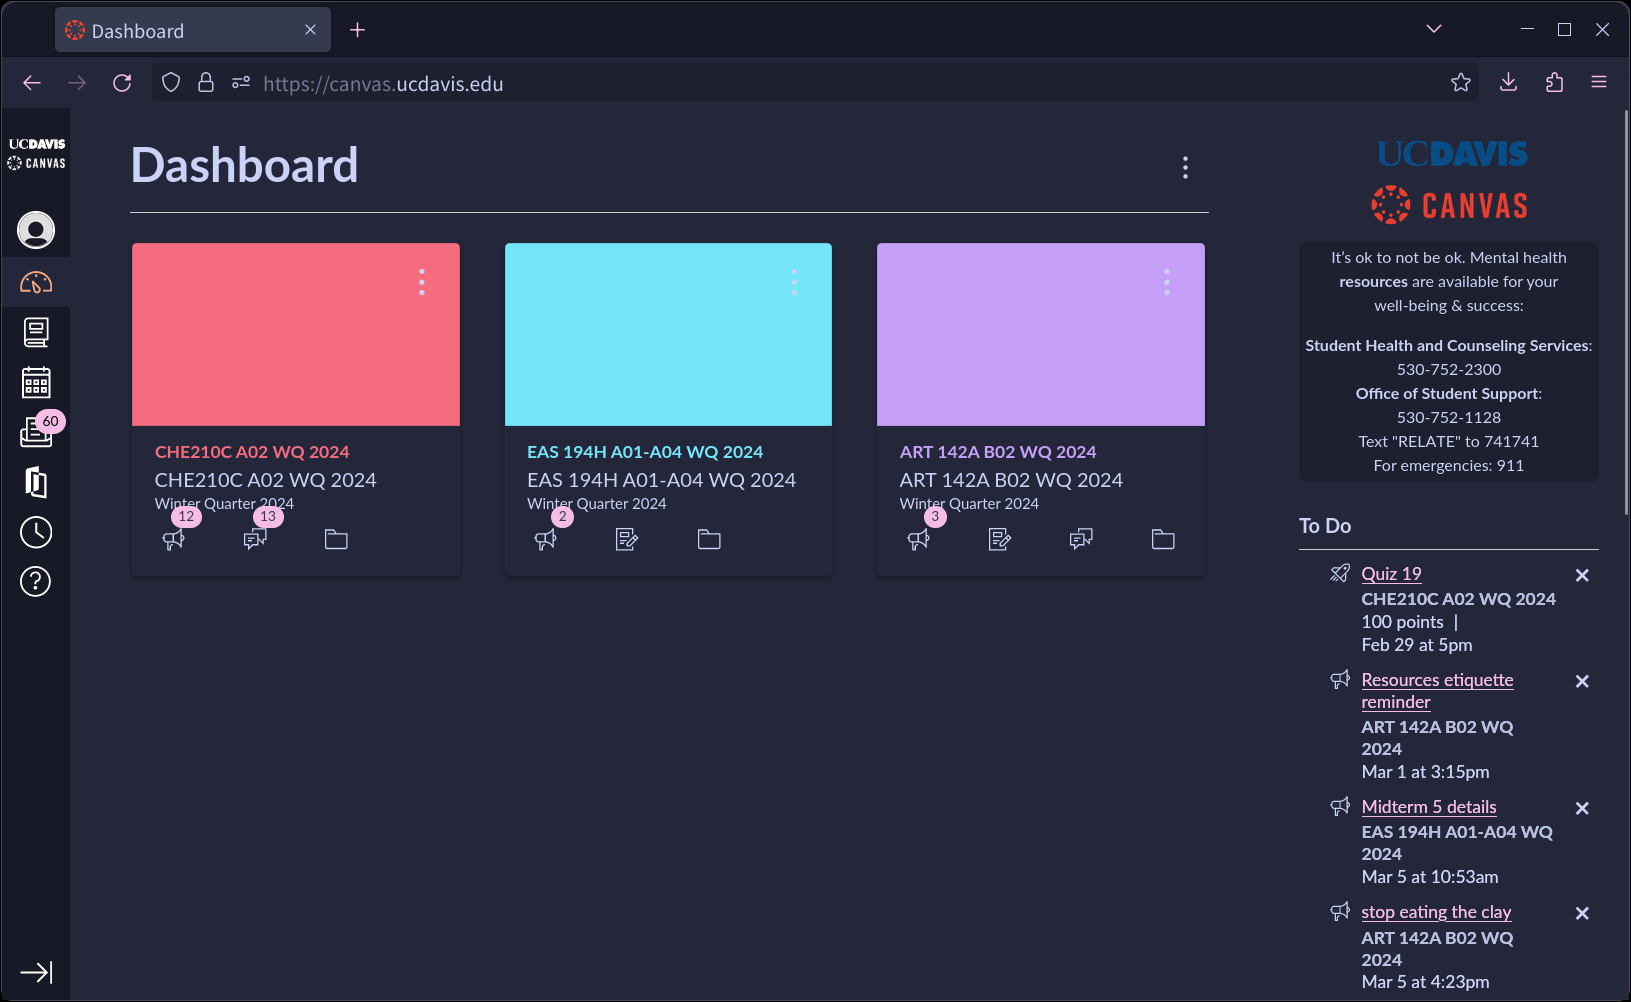 Dashboard
https://canvas.ucdavis.edu
UCDAVIS
CANVAS
60
Dashboard
CHE210C A02 WQ 2024
CHE210C A02 WQ 2024
Winter Quarter 2024
12
13
EAS 194H A01-A04 WQ 2024
EAS 194H A01-A04 WQ 2024
Winter Quarter 2024
2
ART 142A B02 WQ 2024
ART 142A B02 WQ 2024
Winter Quarter 2024
3
UCDAVIS
CANVAS
It's ok to not be ok. Mental health
resources are available for your
well-being & success:
Student Health and Counseling Services:
530-752-2300
Office of Student Support:
530-752-1128
Text "RELATE" to 741741
For emergencies: 911
To Do
Quiz 19
CHE210C A02 WQ 2024
100 points |
Feb 29 at 5pm
Resources etiquette
reminder
ART 142A B02 WQ
2024
Mar 1 at 3:15pm
Midterm 5 details
EAS 194H A01-A04 WQ
2024
Mar 5 at 10:53am
stop eating the clay
ART 142A B02 WQ
2024
Mar 5 at 4:23pm